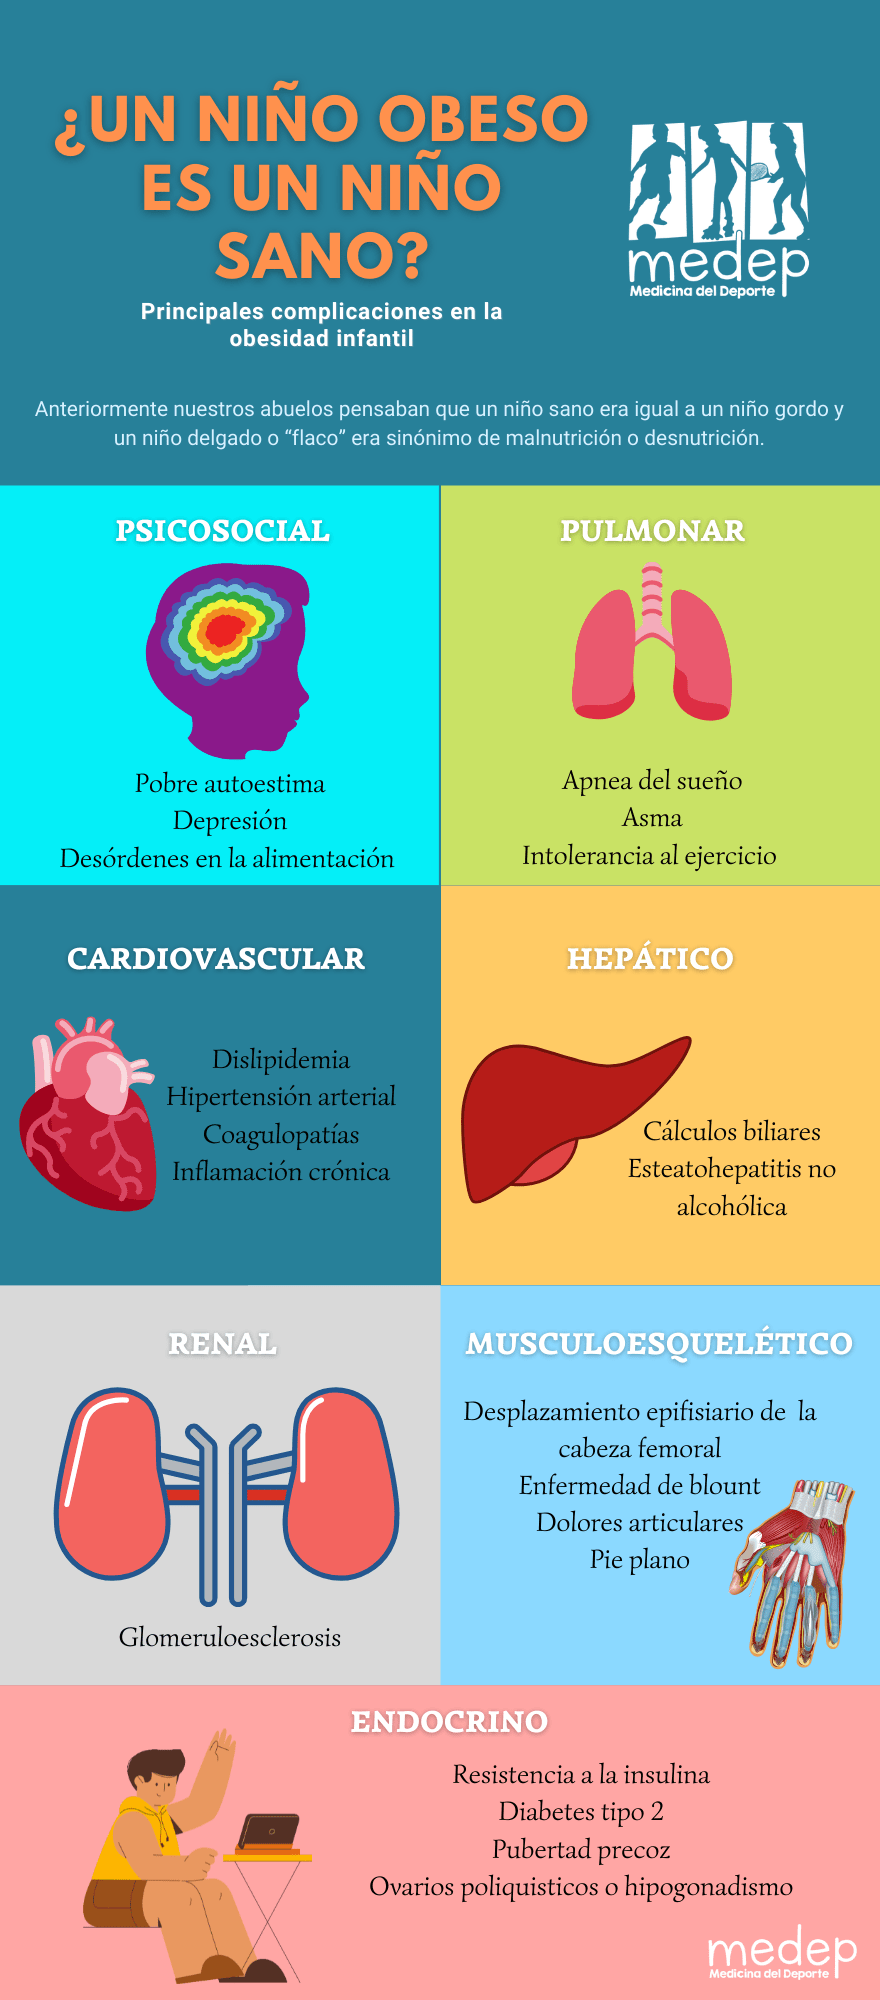 ¿UN NIÑO OBESO
ES UN NIÑO
SANO?
medep
Medicina del Deporte
Principales complicaciones en la
obesidad infantil
Anteriormente nuestros abuelos pensaban que un niño sano era igual a un niño gordo y
un niño delgado o “flaco” era sinónimo de malnutrición o desnutrición.
PSICOSOCIAL
Pobre autoestima
Depresión
Desórdenes en la alimentación
PULMONAR
Apnea del sueño
Asma
Intolerancia al ejercicio
CARDIOVASCULAR
Dislipidemia
Hipertensión arterial
Coagulopatías
Inflamación crónica
HEPÁTICO
Cálculos biliares
Esteatohepatitis no
alcohólica
RENAL
Glomeruloesclerosis
MUSCULOESQUELÉTICO
Desplazamiento epifisiario de la
cabeza femoral
Enfermedad de blount
Dolores articulares
Pie plano
ENDOCRINO
Resistencia a la insulina
Diabetes tipo 2
Pubertad precoz
Ovarios poliquisticos o hipogonadismo
medep
Medicina del Deporte